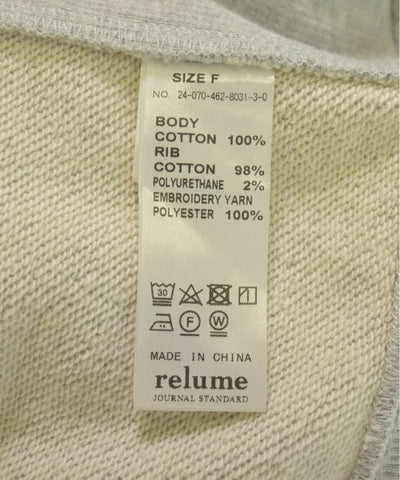 SIZE F
NO. 24-070-462-8031-3-0
BODY
COTTON 100%
RIB
COTTON 98%
POLYURETHANE 2%
EMBROIDERY YARN
POLYESTER 100%
30
F W
MADE IN CHINA
relume
JOURNAL STANDARD